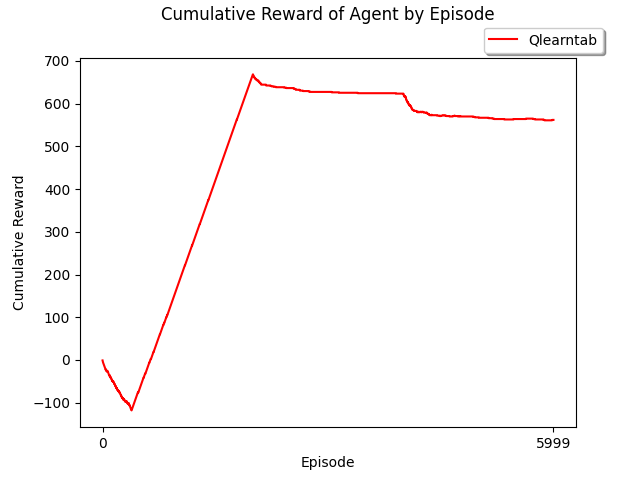 Cumulative Reward of Agent by Episode
Qlearntab
700
600
500
400
300
200
100
0
−100
Cumulative Reward
0 5999
Episode